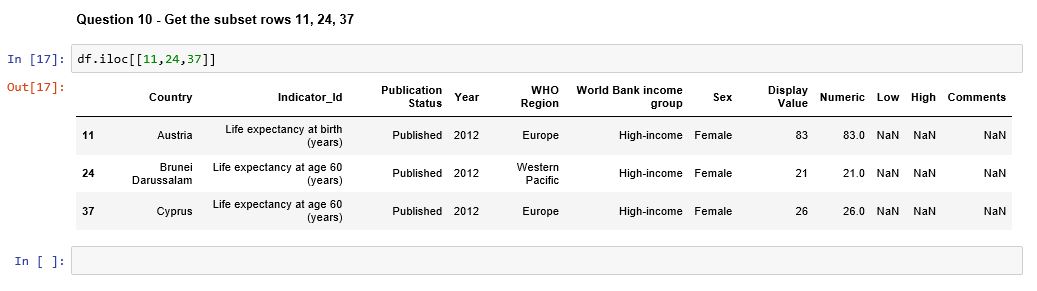 Question 10 - Get the subset rows 11, 24, 37
In [17]: df.iloc[[11,24,37]]
Out[17]:
Country Indicator_Id Publication Status Year WHO Region World Bank income group Sex Display Value Numeric Low High Comments
11 Austria Life expectancy at birth (years) Published 2012 Europe High-income Female 83 83.0 NaN NaN NaN
24 Brunei Darussalam Life expectancy at age 60 (years) Published 2012 Western Pacific High-income Female 21 21.0 NaN NaN NaN
37 Cyprus Life expectancy at age 60 (years) Published 2012 Europe High-income Female 26 26.0 NaN NaN NaN
In [ ]: